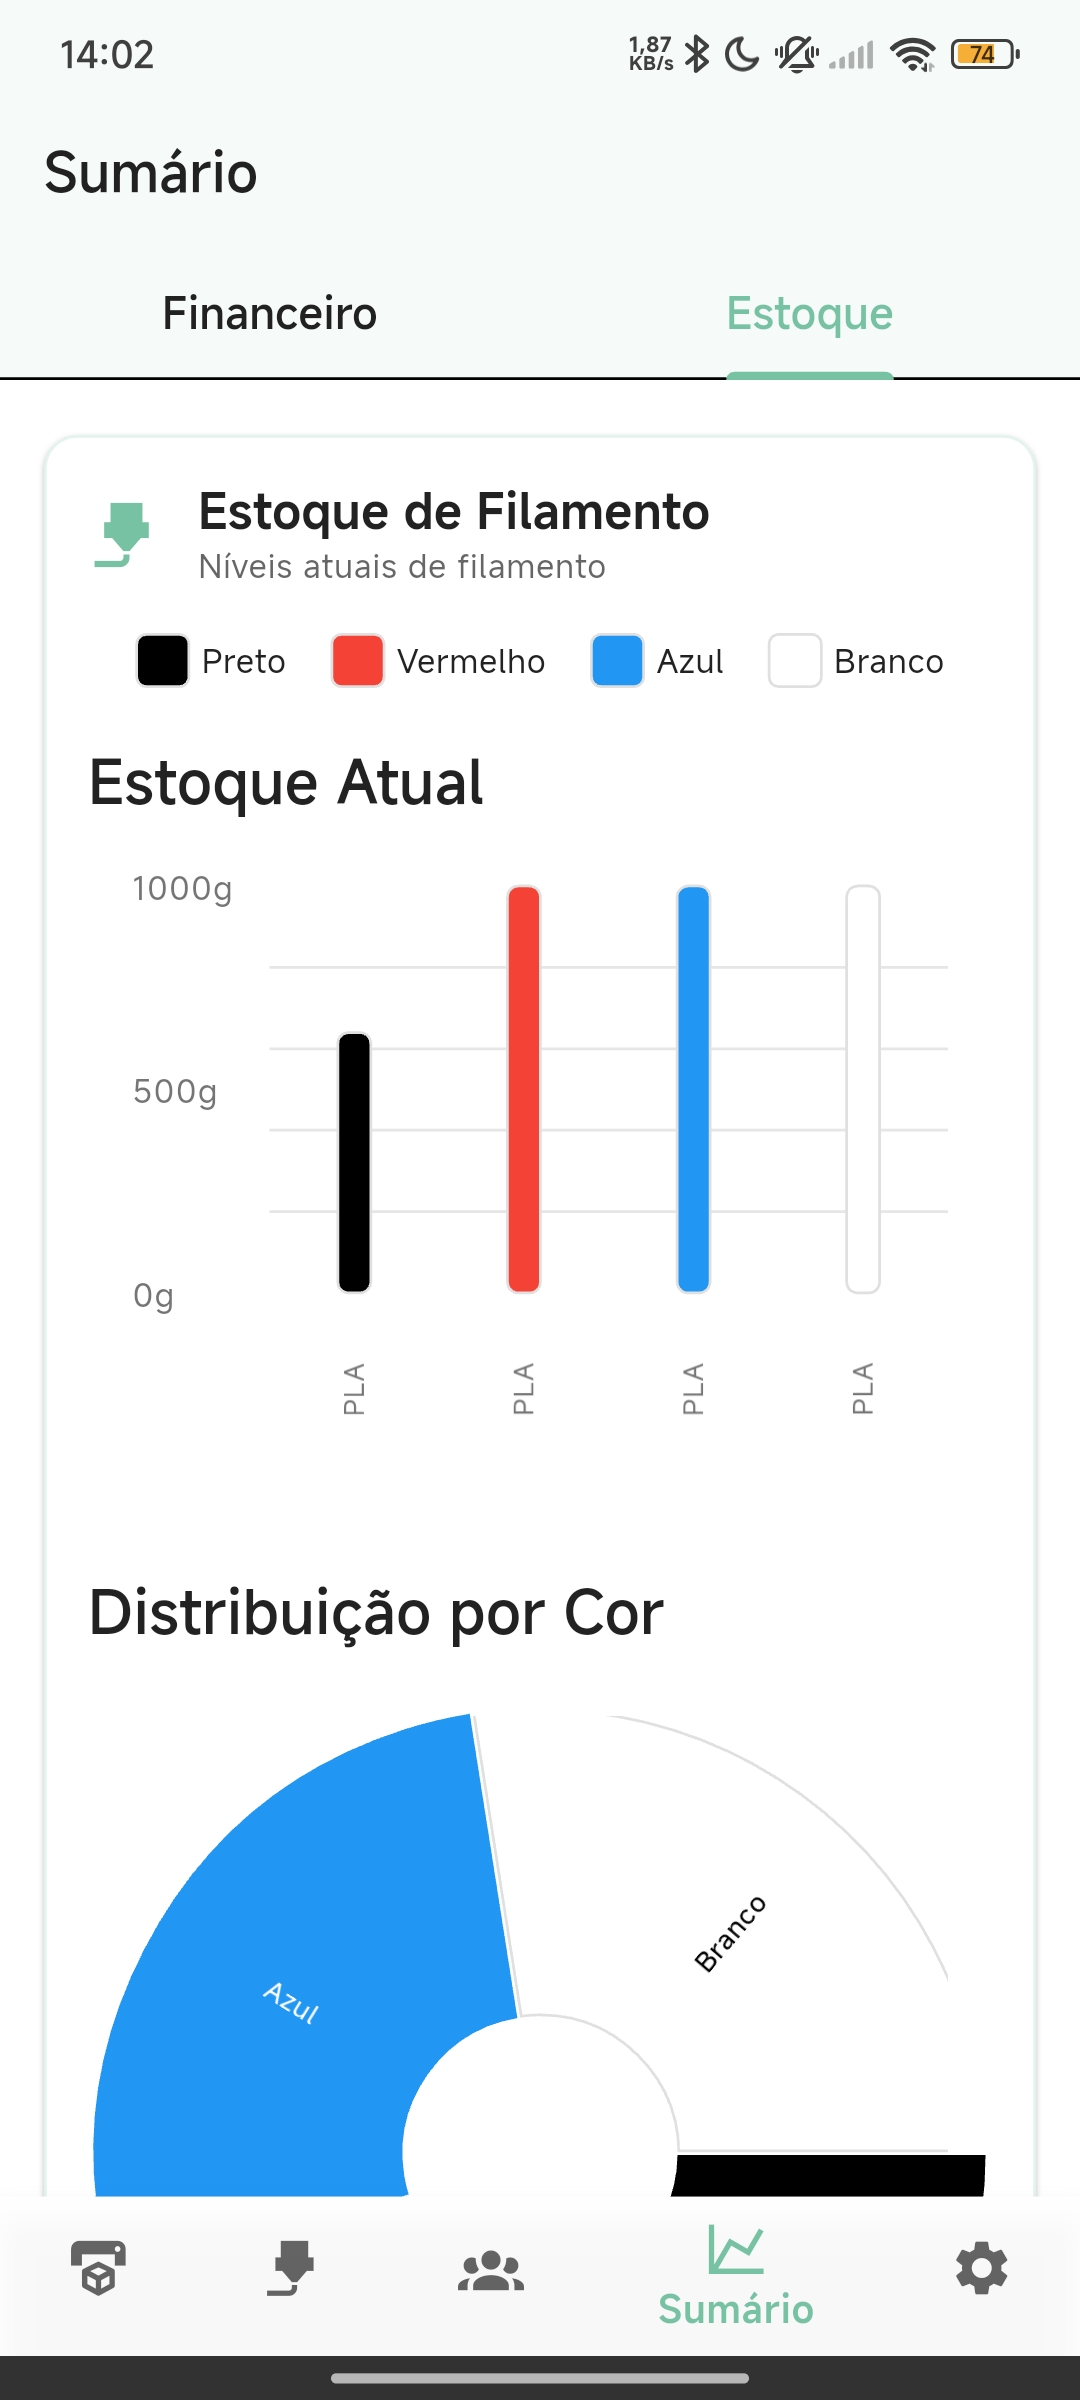 14:02
1,87
KB/s
74
Sumário
Financeiro
Estoque
Estoque de Filamento
Níveis atuais de filamento
Preto
Vermelho
Azul
Branco
Estoque Atual
1000g
500g
0g
PLA
PLA
PLA
PLA
Distribuição por Cor
Branco
Azul
Sumário